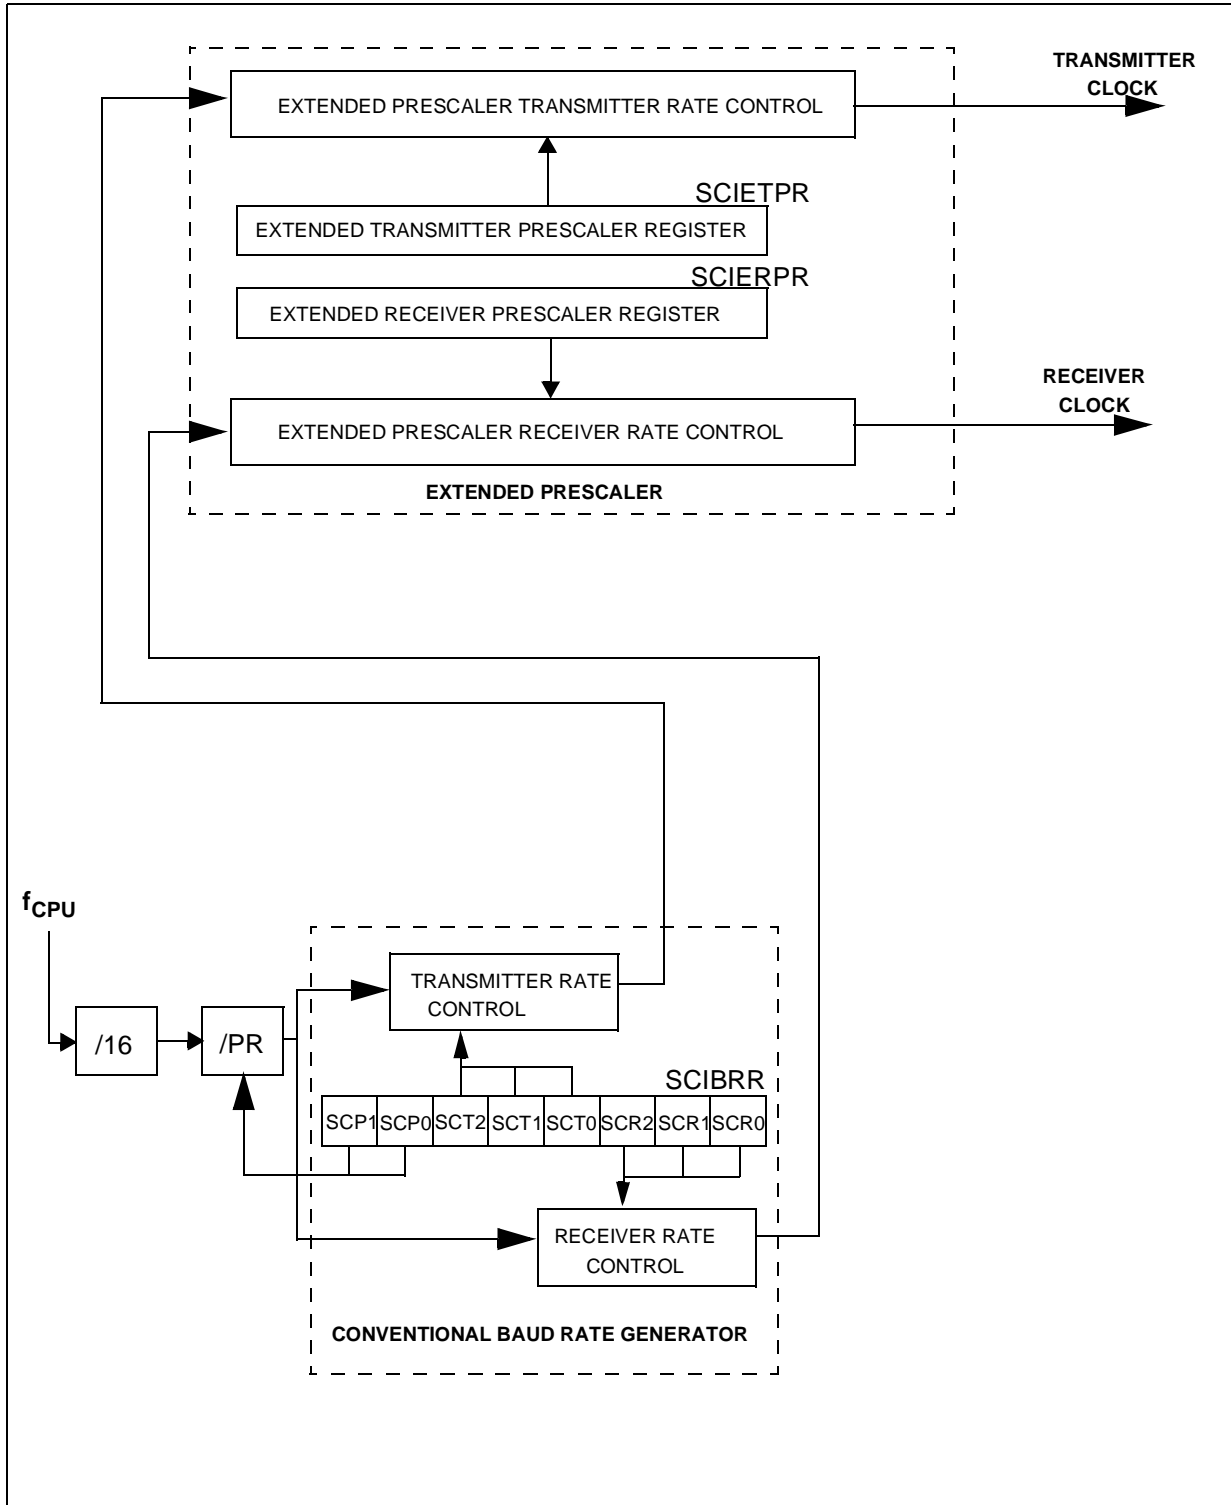 TRANSMITTER
CLOCK
EXTENDED PRESCALER TRANSMITTER RATE CONTROL
SCIETPR
EXTENDED TRANSMITTER PRESCALER REGISTER
SCIERPR
EXTENDED RECEIVER PRESCALER REGISTER
RECEIVER
CLOCK
EXTENDED PRESCALER RECEIVER RATE CONTROL
EXTENDED PRESCALER
fCPU
TRANSMITTER RATE
CONTROL
/16
/PR
SCIBRR
SCP1 SCP0 SCT2 SCT1 SCT0 SCR2 SCR1 SCR0
RECEIVER RATE
CONTROL
CONVENTIONAL BAUD RATE GENERATOR